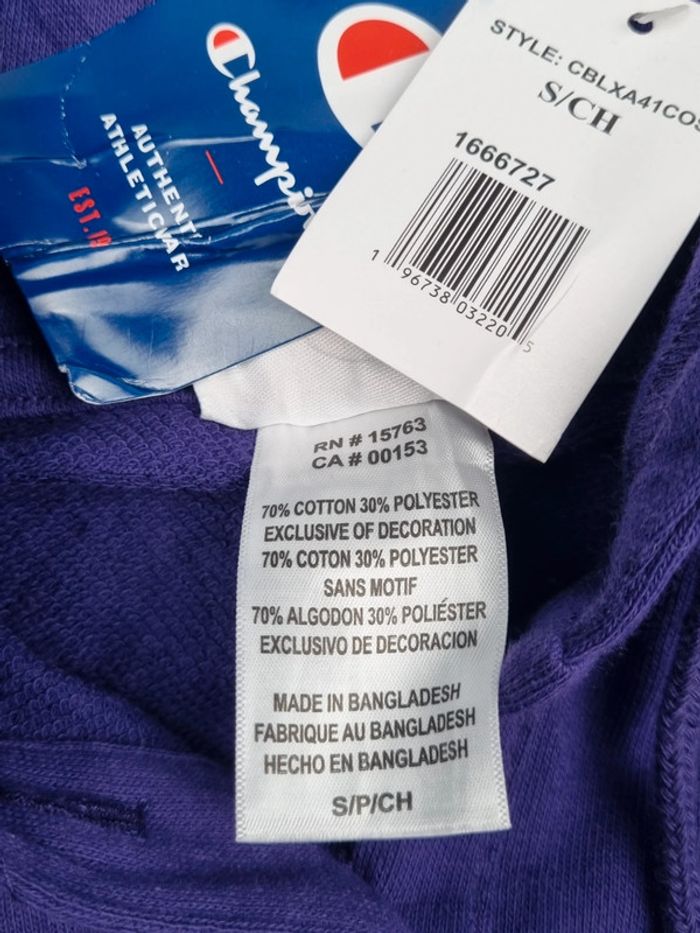 Champi
AUTHENT
ATHLETICWAR
EST. 19
STYLE: CBLXA41COS
S/CH
1666727
1 96738 03220 5
RN # 15763
CA # 00153
70% COTTON 30% POLYESTER
EXCLUSIVE OF DECORATION
70% COTON 30% POLYESTER
SANS MOTIF
70% ALGODON 30% POLIÉSTER
EXCLUSIVO DE DECORACION
MADE IN BANGLADESH
FABRIQUE AU BANGLADESH
HECHO EN BANGLADESH
S/P/CH